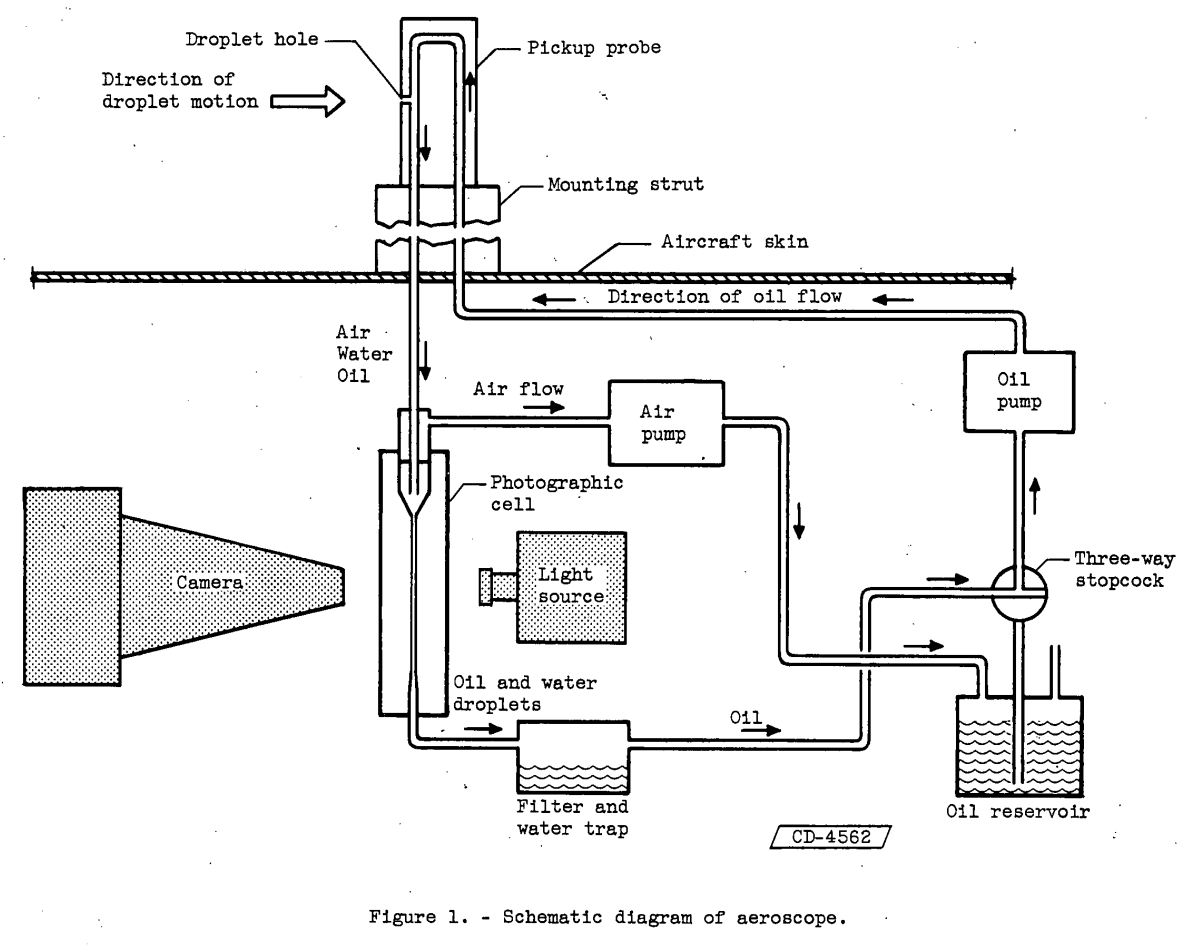 Droplet hole
Pickup probe
Direction of
droplet motion
Mounting strut
Aircraft skin
Direction of oil flow
Air
Water
Oil
Air flow
Air
pump
Oil
pump
Photographic
cell
Camera
Light
source
Three-way
stopcock
Oil and water
droplets
Oil
Filter and
water trap
Oil reservoir
CD-4562
Figure 1. - Schematic diagram of aeroscope.